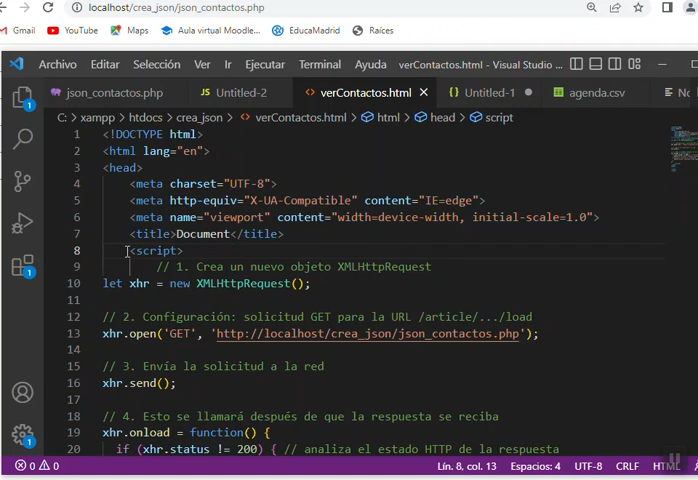 localhost/crea_json/json_contactos.php
Gmail YouTube Maps Aula virtual Moodle... EducaMadrid Raíces
Archivo Editar Selección Ver Ir Ejecutar Terminal Ayuda verContactos.html - Visual Studio ...
json_contactos.php JS Untitled-2 <> verContactos.html {} Untitled-1 agenda.csv
C: > xampp > htdocs > crea_json > <> verContactos.html > html > head > script
1 <!DOCTYPE html>
2 <html lang="en">
3 <head>
4 <meta charset="UTF-8">
5 <meta http-equiv="X-UA-Compatible" content="IE=edge">
6 <meta name="viewport" content="width=device-width, initial-scale=1.0">
7 <title>Document</title>
8 <script>
9 // 1. Crea un nuevo objeto XMLHttpRequest
10 let xhr = new XMLHttpRequest();
11
12 // 2. Configuración: solicitud GET para la URL /article/.../load
13 xhr.open('GET', 'http://localhost/crea_json/json_contactos.php');
14
15 // 3. Envía la solicitud a la red
16 xhr.send();
17
18 // 4. Esto se llamará después de que la respuesta se reciba
19 xhr.onload = function() {
20 if (xhr.status != 200) { // analiza el estado HTTP de la respuesta
1
1
1
0 0 Lín. 8, col. 13 Espacios: 4 UTF-8 CRLF HTML